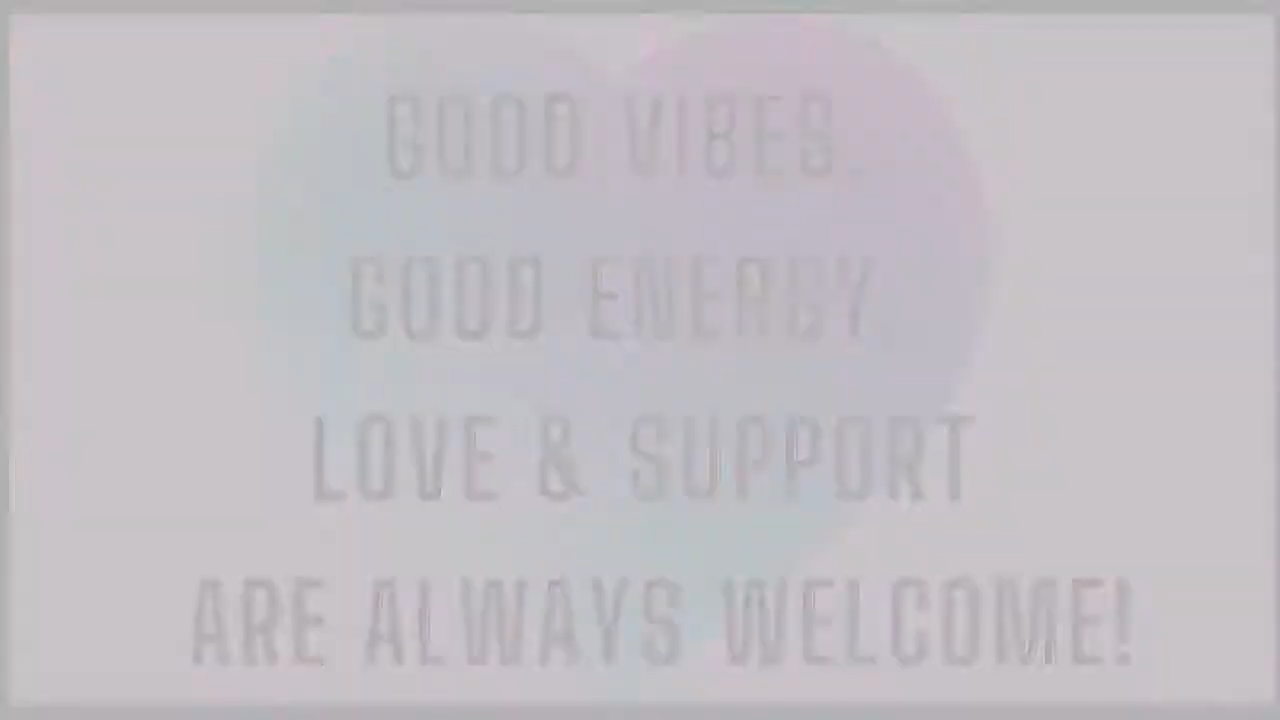 GOOD VIBES
GOOD ENERGY
LOVE & SUPPORT
ARE ALWAYS WELCOME!